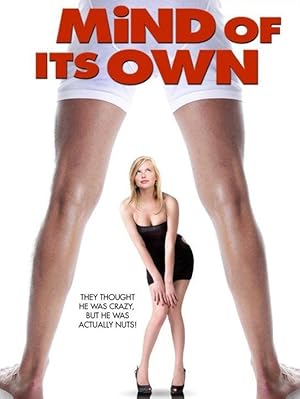 MiND OF
ITS OWN
THEY THOUGHT
HE WAS CRAZY,
BUT HE WAS
ACTUALLY NUTS!